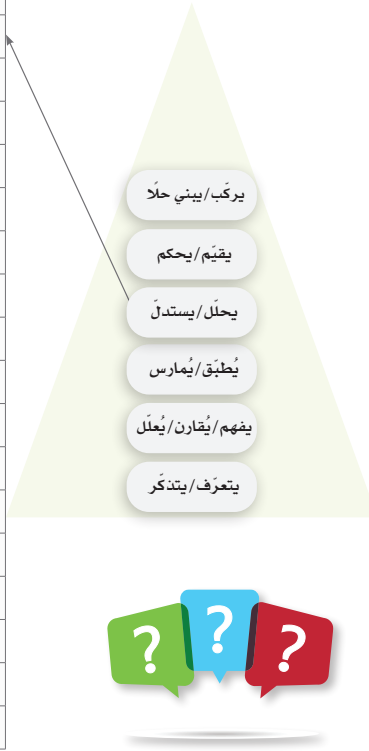 يركّب/يبني حلًا
يقيّم/يحكم
يحلّل/يستدلّ
يُطبّق/يُمارس
يفهم/يُقارن/يُعلّل
يتعرّف/يتذكّر
? ? ?